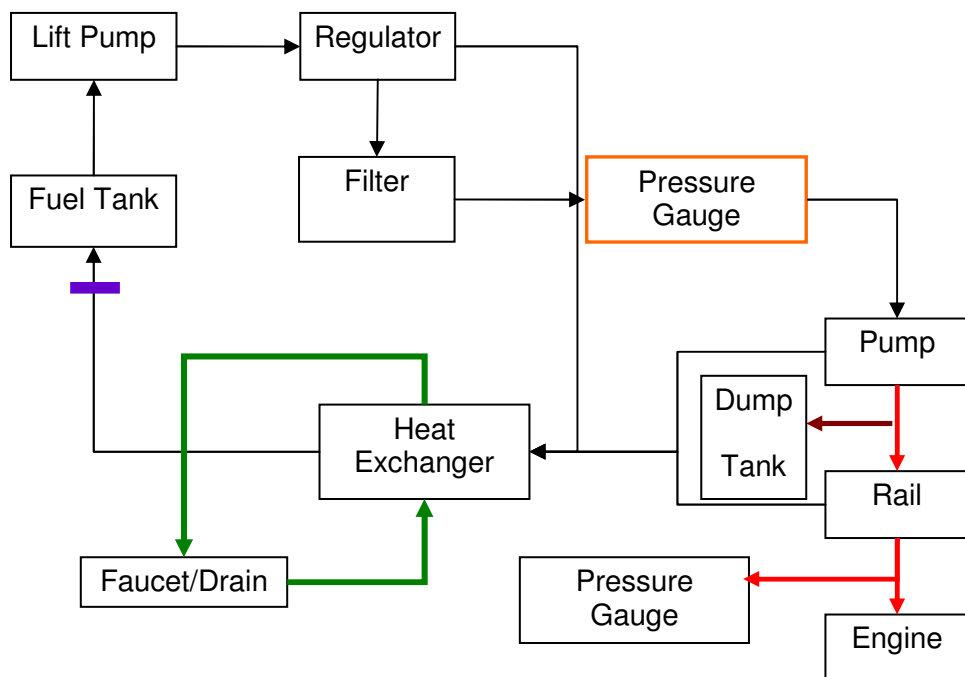 Lift Pump
Regulator
Fuel Tank
Filter
Pressure
Gauge
Pump
Dump
Tank
Heat
Exchanger
Rail
Faucet/Drain
Pressure
Gauge
Engine